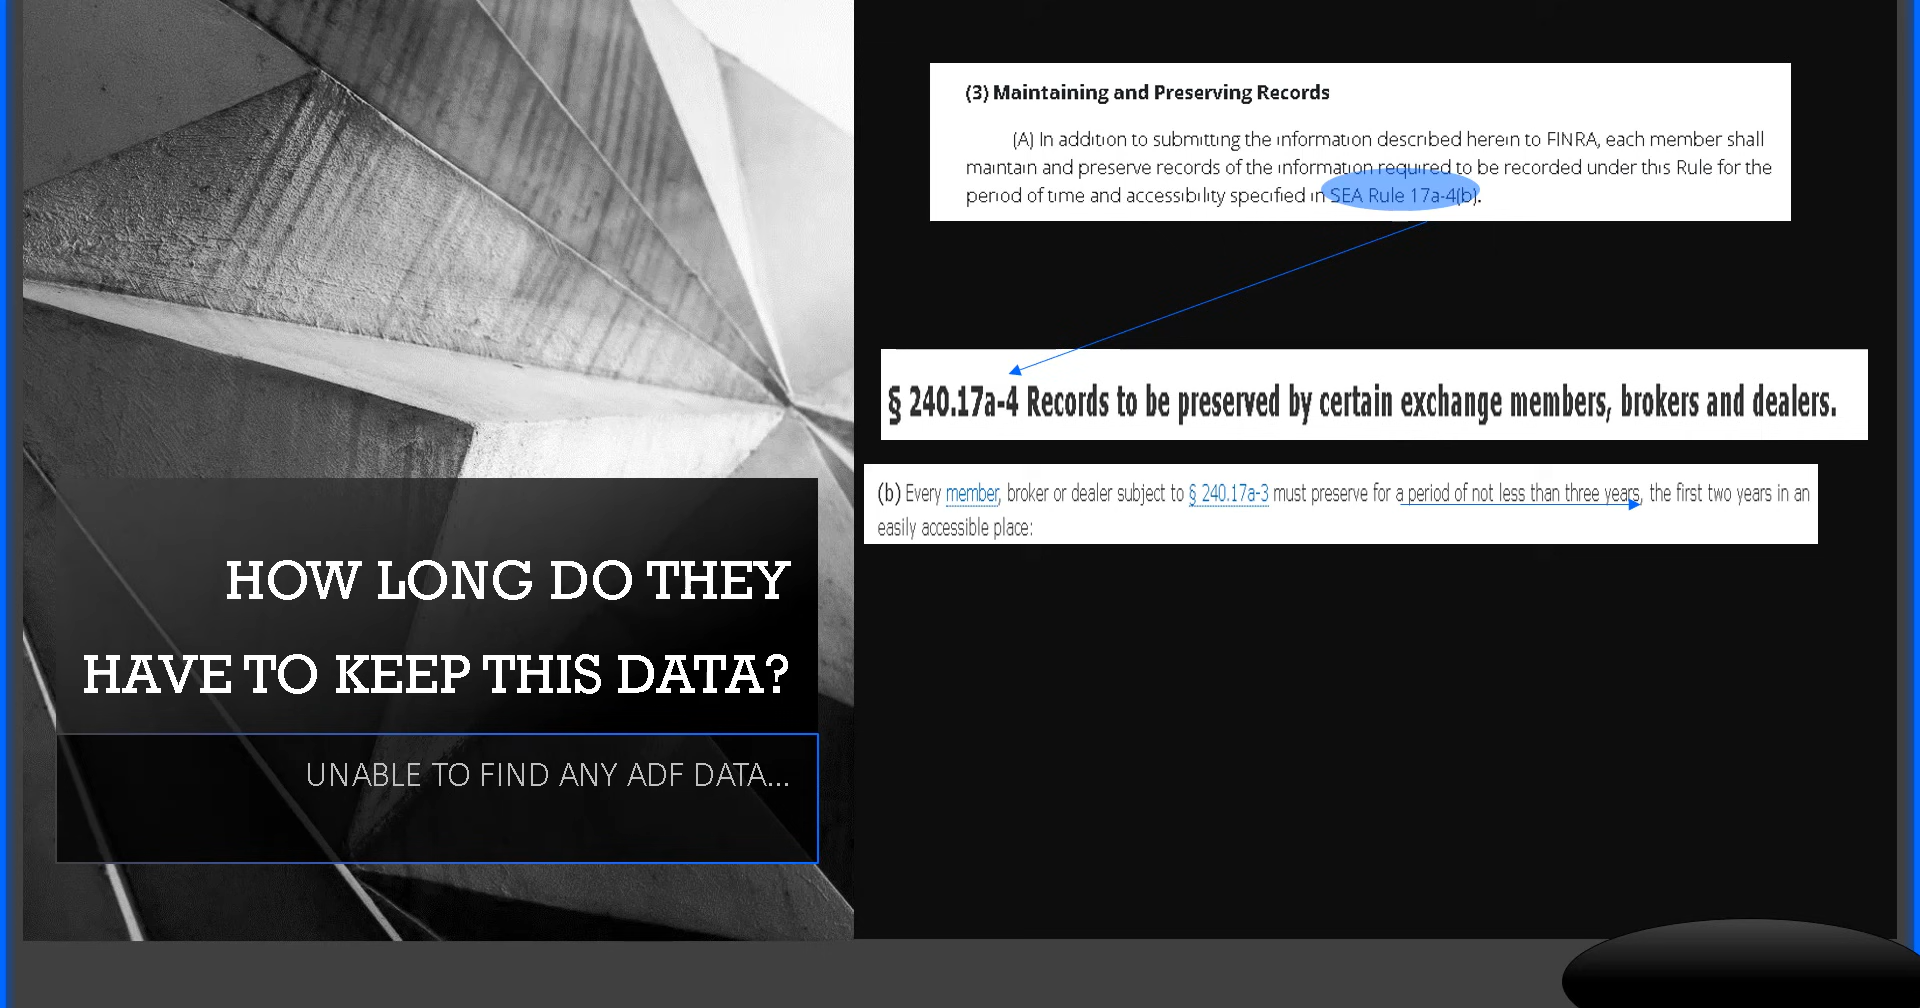 (3) Maintaining and Preserving Records
(A) In addition to submitting the information described herein to FINRA, each member shall
maintain and preserve records of the information required to be recorded under this Rule for the
period of time and accessibility specified in SEA Rule 17a-4(b).
§ 240.17a-4 Records to be preserved by certain exchange members, brokers and dealers.
(b) Every member, broker or dealer subject to § 240.17a-3 must preserve for a period of not less than three years, the first two years in an
easily accessible place:
HOW LONG DO THEY
HAVE TO KEEP THIS DATA?
UNABLE TO FIND ANY ADF DATA...